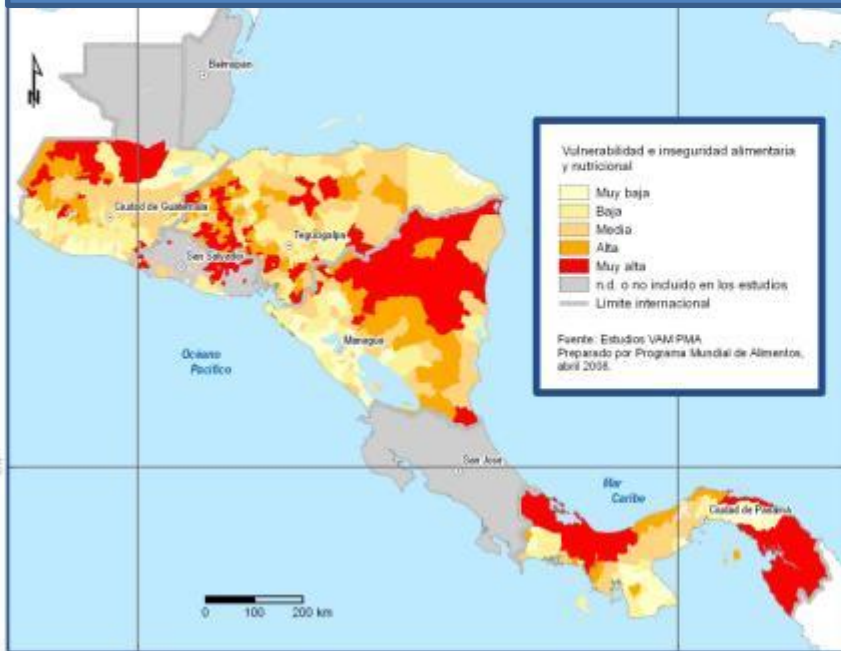 Belmopan
Ciudad de Guatemala
Tegucigalpa
San Salvador
Managua
Océano
Pacífico
San José
Mar
Caribe
Ciudad de Panamá
N
0 100 200 km
Vulnerabilidad e inseguridad alimentaria
y nutricional
Muy baja
Baja
Media
Alta
Muy alta
n.d. o no incluido en los estudios
Límite internacional
Fuente: Estudios VAM PMA
Preparado por Programa Mundial de Alimentos,
abril 2008.